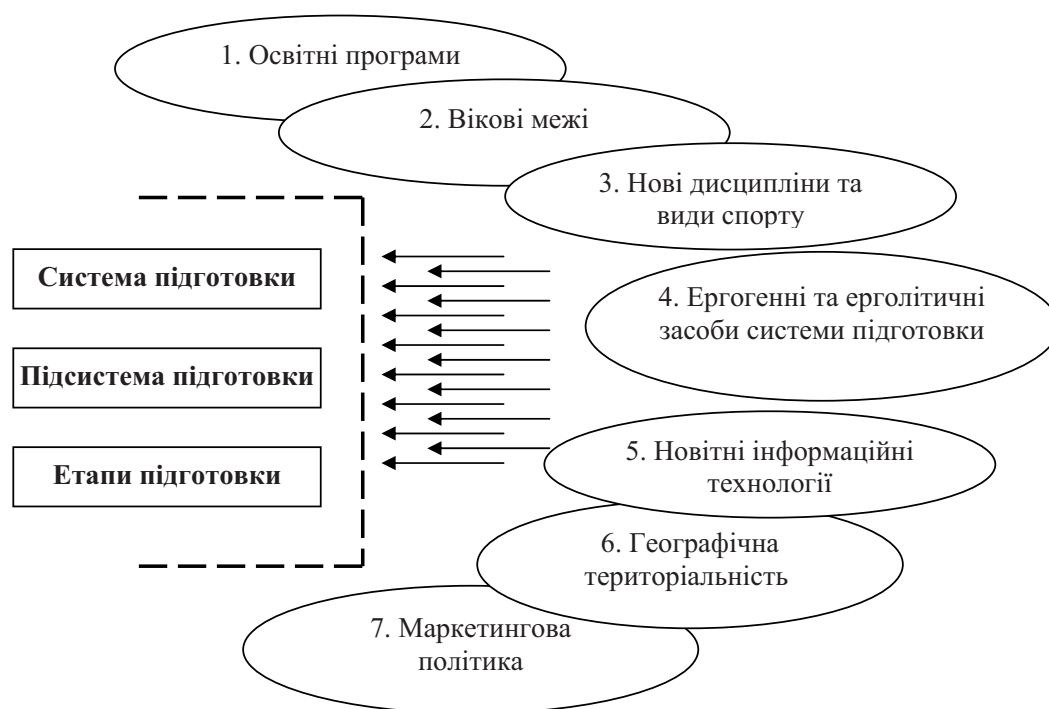 1. Освітні програми
2. Вікові межі
3. Нові дисципліни та
види спорту
Система підготовки
4. Ергогенні та ерголітичні
засоби системи підготовки
Підсистема підготовки
5. Новітні інформаційні
технології
Етапи підготовки
6. Географічна
територіальність
7. Маркетингова
політика